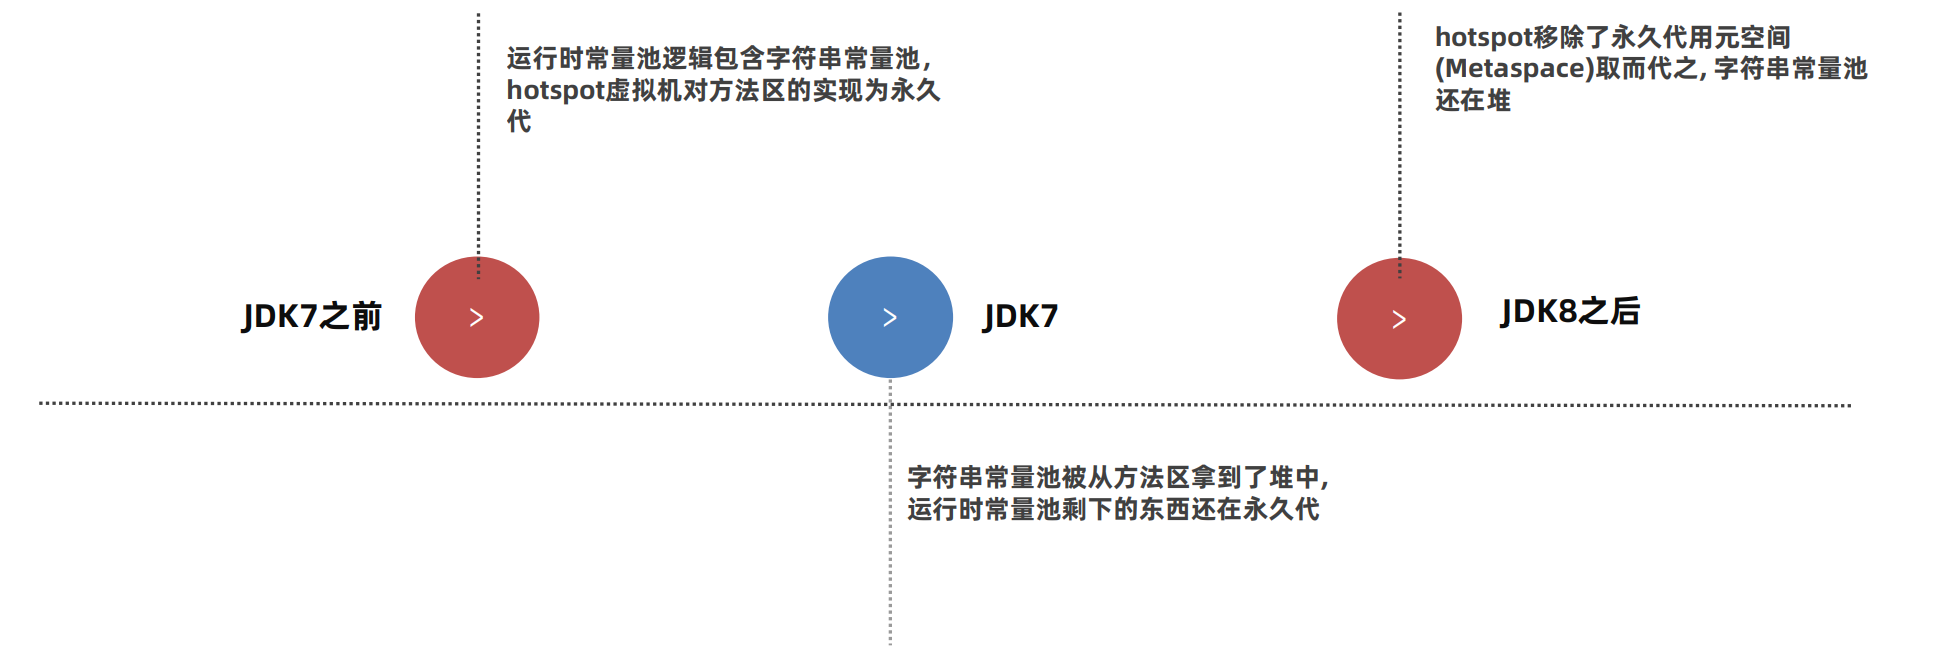 运行时常量池逻辑包含字符串常量池，
hotspot虚拟机对方法区的实现为永久
代
hotspot移除了永久代用元空间
(Metaspace)取而代之, 字符串常量池
还在堆
JDK7之前
>
>
JDK7
>
JDK8之后
字符串常量池被从方法区拿到了堆中,
运行时常量池剩下的东西还在永久代